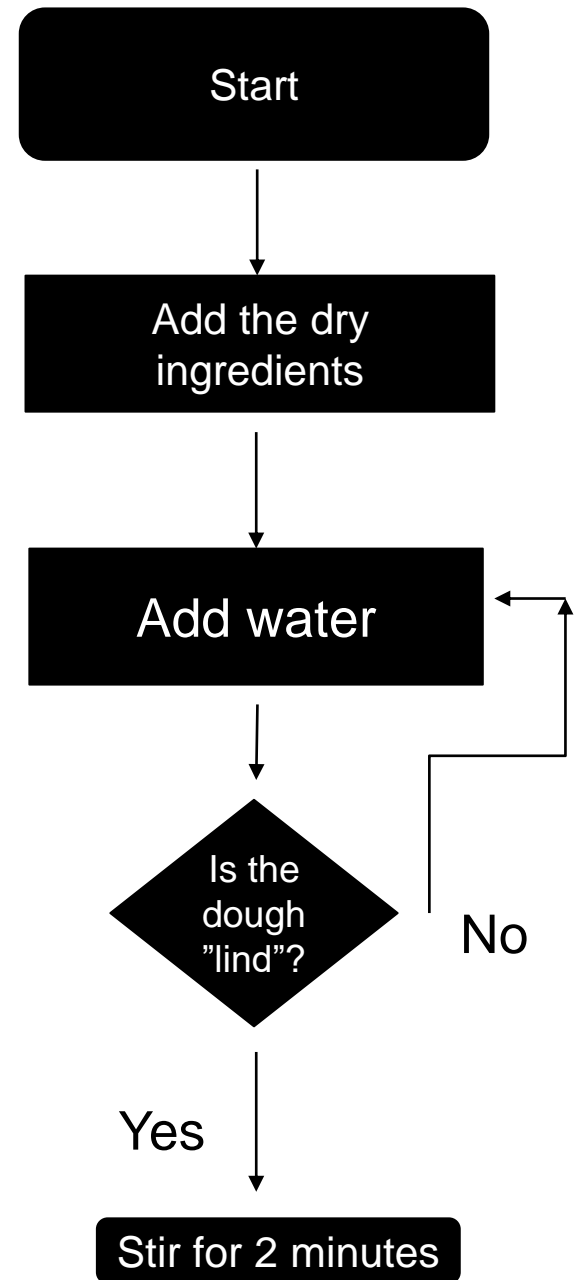 Start
Add the dry
ingredients
Add water
Is the
dough
”lind”?
No
Yes
Stir for 2 minutes